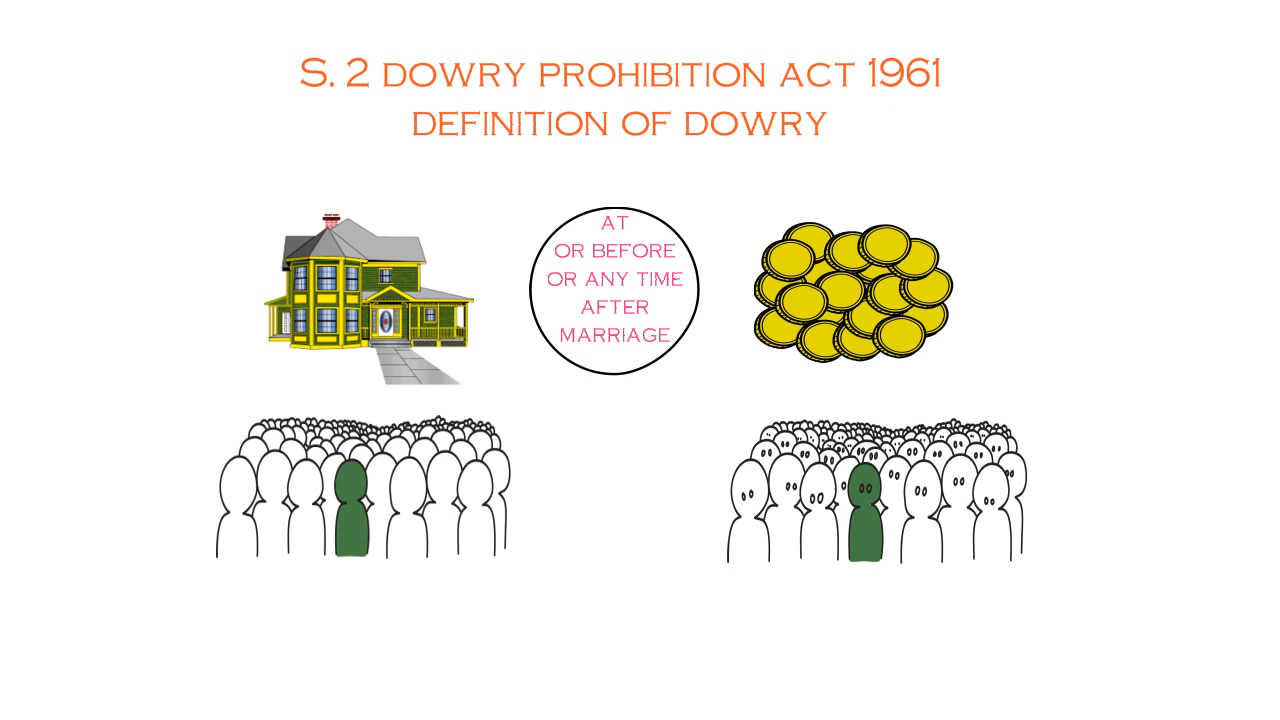 S. 2 DOWRY PROHIBITION ACT 1961
DEFINITION OF DOWRY
AT
OR BEFORE
OR ANY TIME
AFTER
MARRIAGE